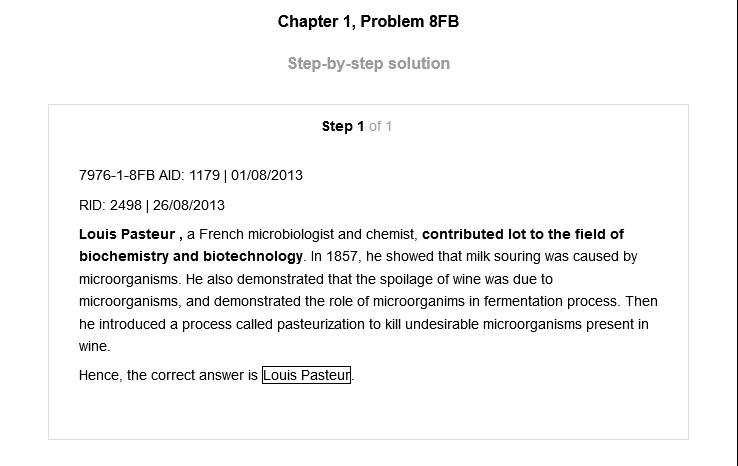 Chapter 1, Problem 8FB
Step-by-step solution
Step 1 of 1
7976-1-8FB AID: 1179 | 01/08/2013
RID: 2498 | 26/08/2013
Louis Pasteur , a French microbiologist and chemist, contributed lot to the field of
biochemistry and biotechnology. In 1857, he showed that milk souring was caused by
microorganisms. He also demonstrated that the spoilage of wine was due to
microorganisms, and demonstrated the role of microorganims in fermentation process. Then
he introduced a process called pasteurization to kill undesirable microorganisms present in
wine.
Hence, the correct answer is Louis Pasteur.